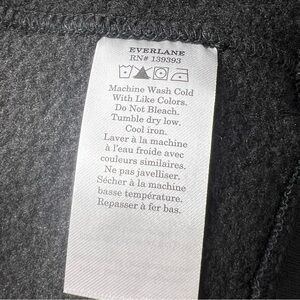 EVERLANE
RN# 139393
Machine Wash Cold
With Like Colors.
Do Not Bleach.
Tumble dry low.
Cool iron.
Laver à la machine
à l'eau froide avec
couleurs similaires.
Ne pas javelliser.
Sécher à la machine
basse température.
Repasser à fer bas.